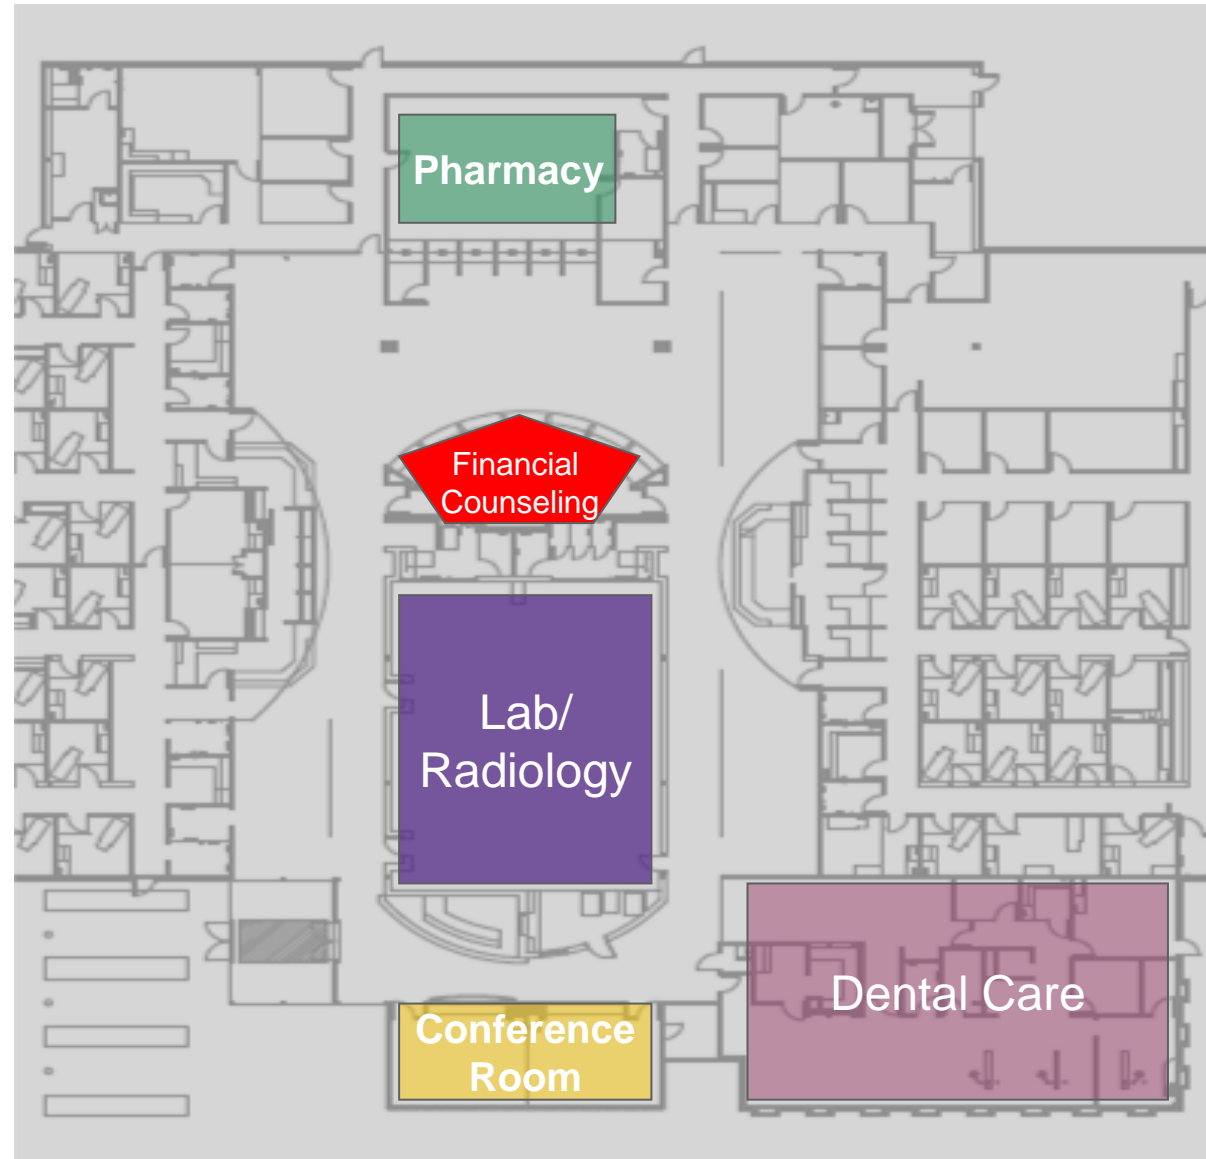 Pharmacy
Financial
Counseling
Lab/
Radiology
Dental Care
Conference
Room